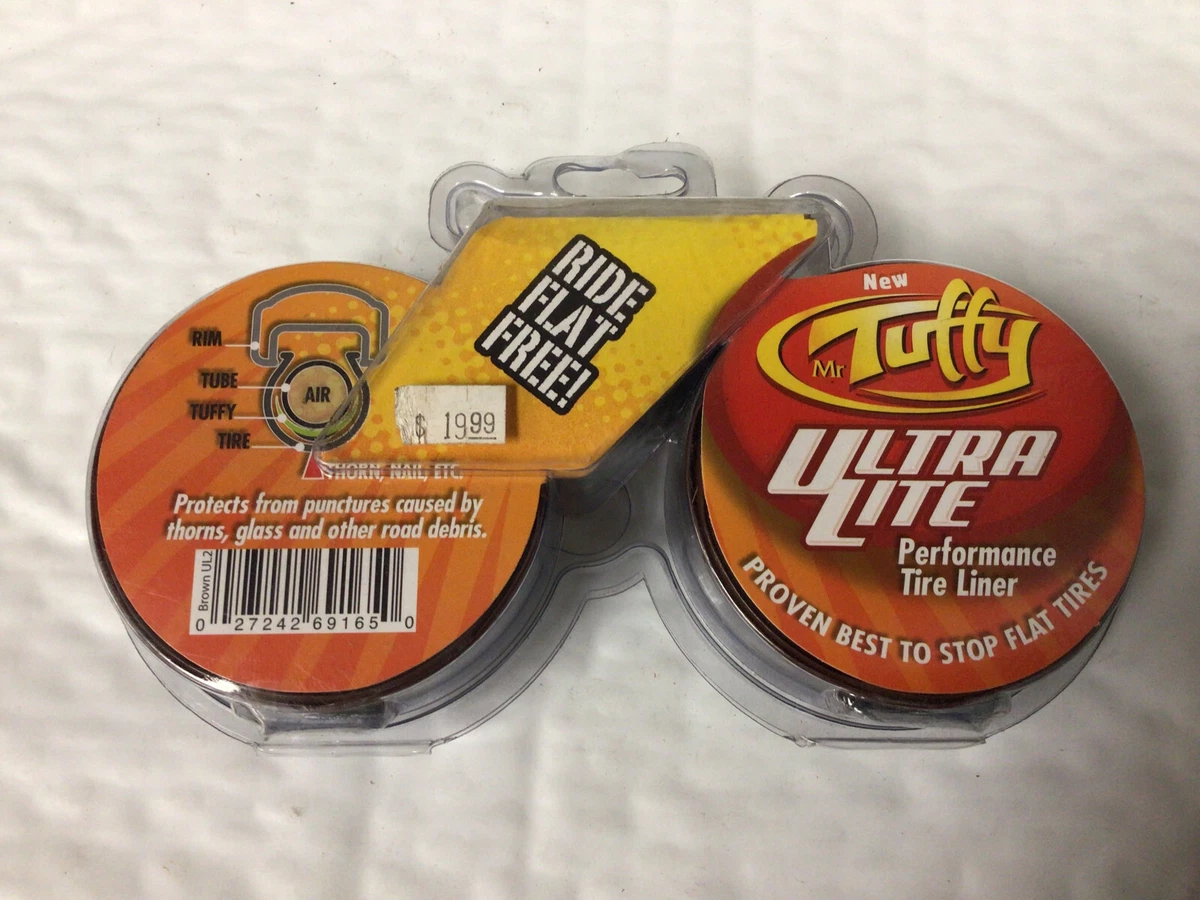 RIDE
FLAT
FREE!
$ 19.99
RIM
TUBE
AIR
TUFFY
TIRE
THORN, NAIL, ETC.
Protects from punctures caused by
thorns, glass and other road debris.
Brown UL2
0 27242 69165 0
New
Mr Tuffy
ULTRA
LITE
Performance
Tire Liner
PROVEN BEST TO STOP FLAT TIRES